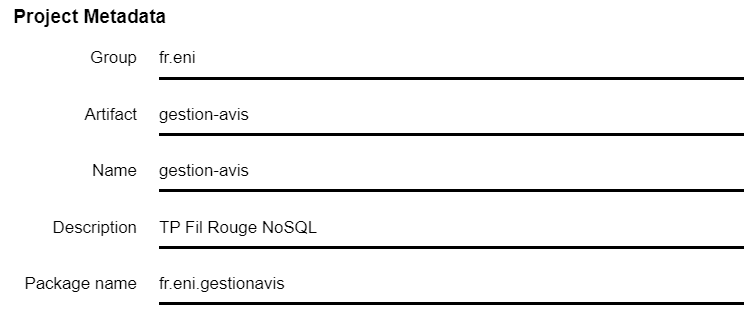 Project Metadata
Group fr.eni
Artifact gestion-avis
Name gestion-avis
Description TP Fil Rouge NoSQL
Package name fr.eni.gestionavis